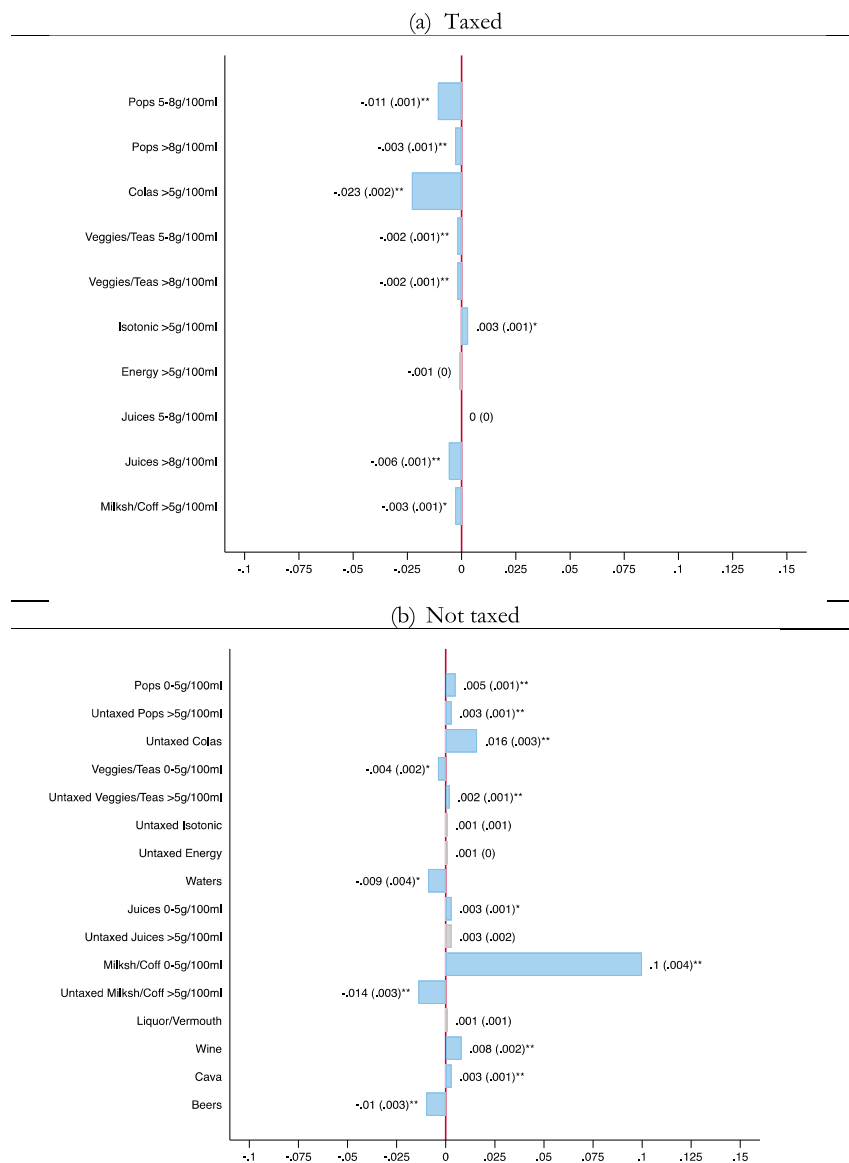 (a) Taxed
Pops 5-8g/100ml -.011 (.001)**
Pops >8g/100ml -.003 (.001)**
Colas >5g/100ml -.023 (.002)**
Veggies/Teas 5-8g/100ml -.002 (.001)**
Veggies/Teas >8g/100ml -.002 (.001)**
Isotonic >5g/100ml .003 (.001)*
Energy >5g/100ml -.001 (0)
Juices 5-8g/100ml 0 (0)
Juices >8g/100ml -.006 (.001)**
Milksh/Coff >5g/100ml -.003 (.001)*
-.1 -.075 -.05 -.025 0 .025 .05 .075 .1 .125 .15
(b) Not taxed
Pops 0-5g/100ml .005 (.001)**
Untaxed Pops >5g/100ml .003 (.001)**
Untaxed Colas .016 (.003)**
Veggies/Teas 0-5g/100ml -.004 (.002)*
Untaxed Veggies/Teas >5g/100ml .002 (.001)**
Untaxed Isotonic .001 (.001)
Untaxed Energy .001 (0)
Waters -.009 (.004)*
Juices 0-5g/100ml .003 (.001)*
Untaxed Juices >5g/100ml .003 (.002)
Milksh/Coff 0-5g/100ml .1 (.004)**
Untaxed Milksh/Coff >5g/100ml -.014 (.003)**
Liquor/Vermouth .001 (.001)
Wine .008 (.002)**
Cava .003 (.001)**
Beers -.01 (.003)**
-.1 -.075 -.05 -.025 0 .025 .05 .075 .1 .125 .15